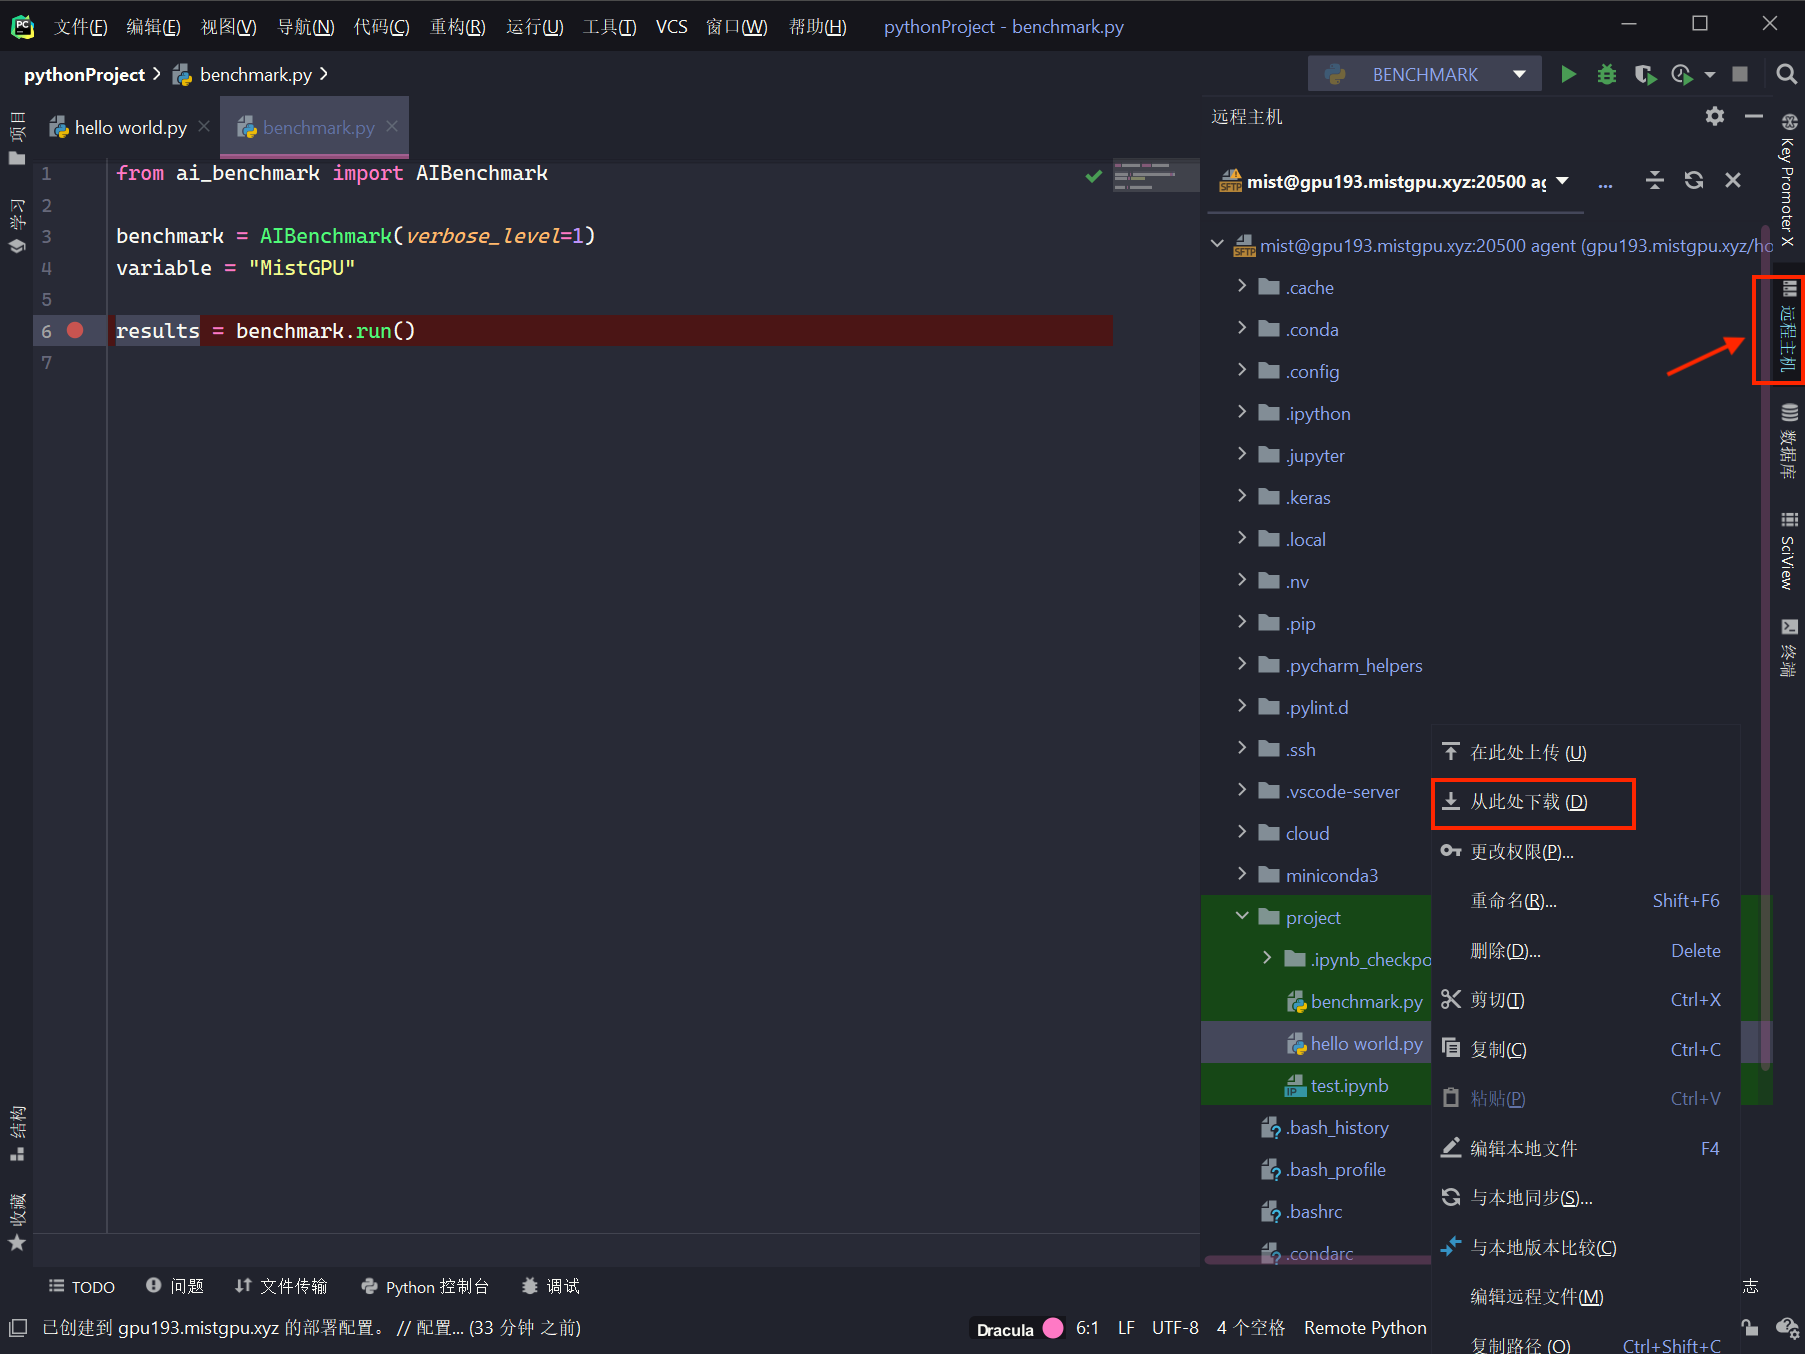 文件(F) 编辑(E) 视图(V) 导航(N) 代码(C) 重构(R) 运行(U) 工具(T) VCS 窗口(W) 帮助(H) pythonProject - benchmark.py
pythonProject benchmark.py
BENCHMARK
项目
学习
结构
收藏
hello world.py
benchmark.py
1 from ai_benchmark import AIBenchmark
2
3 benchmark = AIBenchmark(verbose_level=1)
4 variable = "MistGPU"
5
6 results = benchmark.run()
7
远程主机
mist@gpu193.mistgpu.xyz:20500 ag
...
mist@gpu193.mistgpu.xyz:20500 agent (gpu193.mistgpu.xyz/ho
.cache
.conda
.config
.ipython
.jupyter
.keras
.local
.nv
.pip
.pycharm_helpers
.pylint.d
.ssh
.vscode-server
cloud
miniconda3
project
.ipynb_checkpo
benchmark.py
hello world.py
test.ipynb
.bash_history
.bash_profile
.bashrc
.condarc
在此处上传 (U)
从此处下载 (D)
更改权限(P)...
重命名(R)... Shift+F6
删除(D)... Delete
剪切(T) Ctrl+X
复制(C) Ctrl+C
粘贴(P) Ctrl+V
编辑本地文件 F4
与本地同步(S)...
与本地版本比较(C)
编辑远程文件(M)
复制路径 (O) Ctrl+Shift+C
Key Promoter X
远程主机
数据库
SciView
终端
TODO 问题 文件传输 Python 控制台 调试 志
已创建到 gpu193.mistgpu.xyz 的部署配置。 // 配置... (33 分钟 之前) Dracula 6:1 LF UTF-8 4 个空格 Remote Python